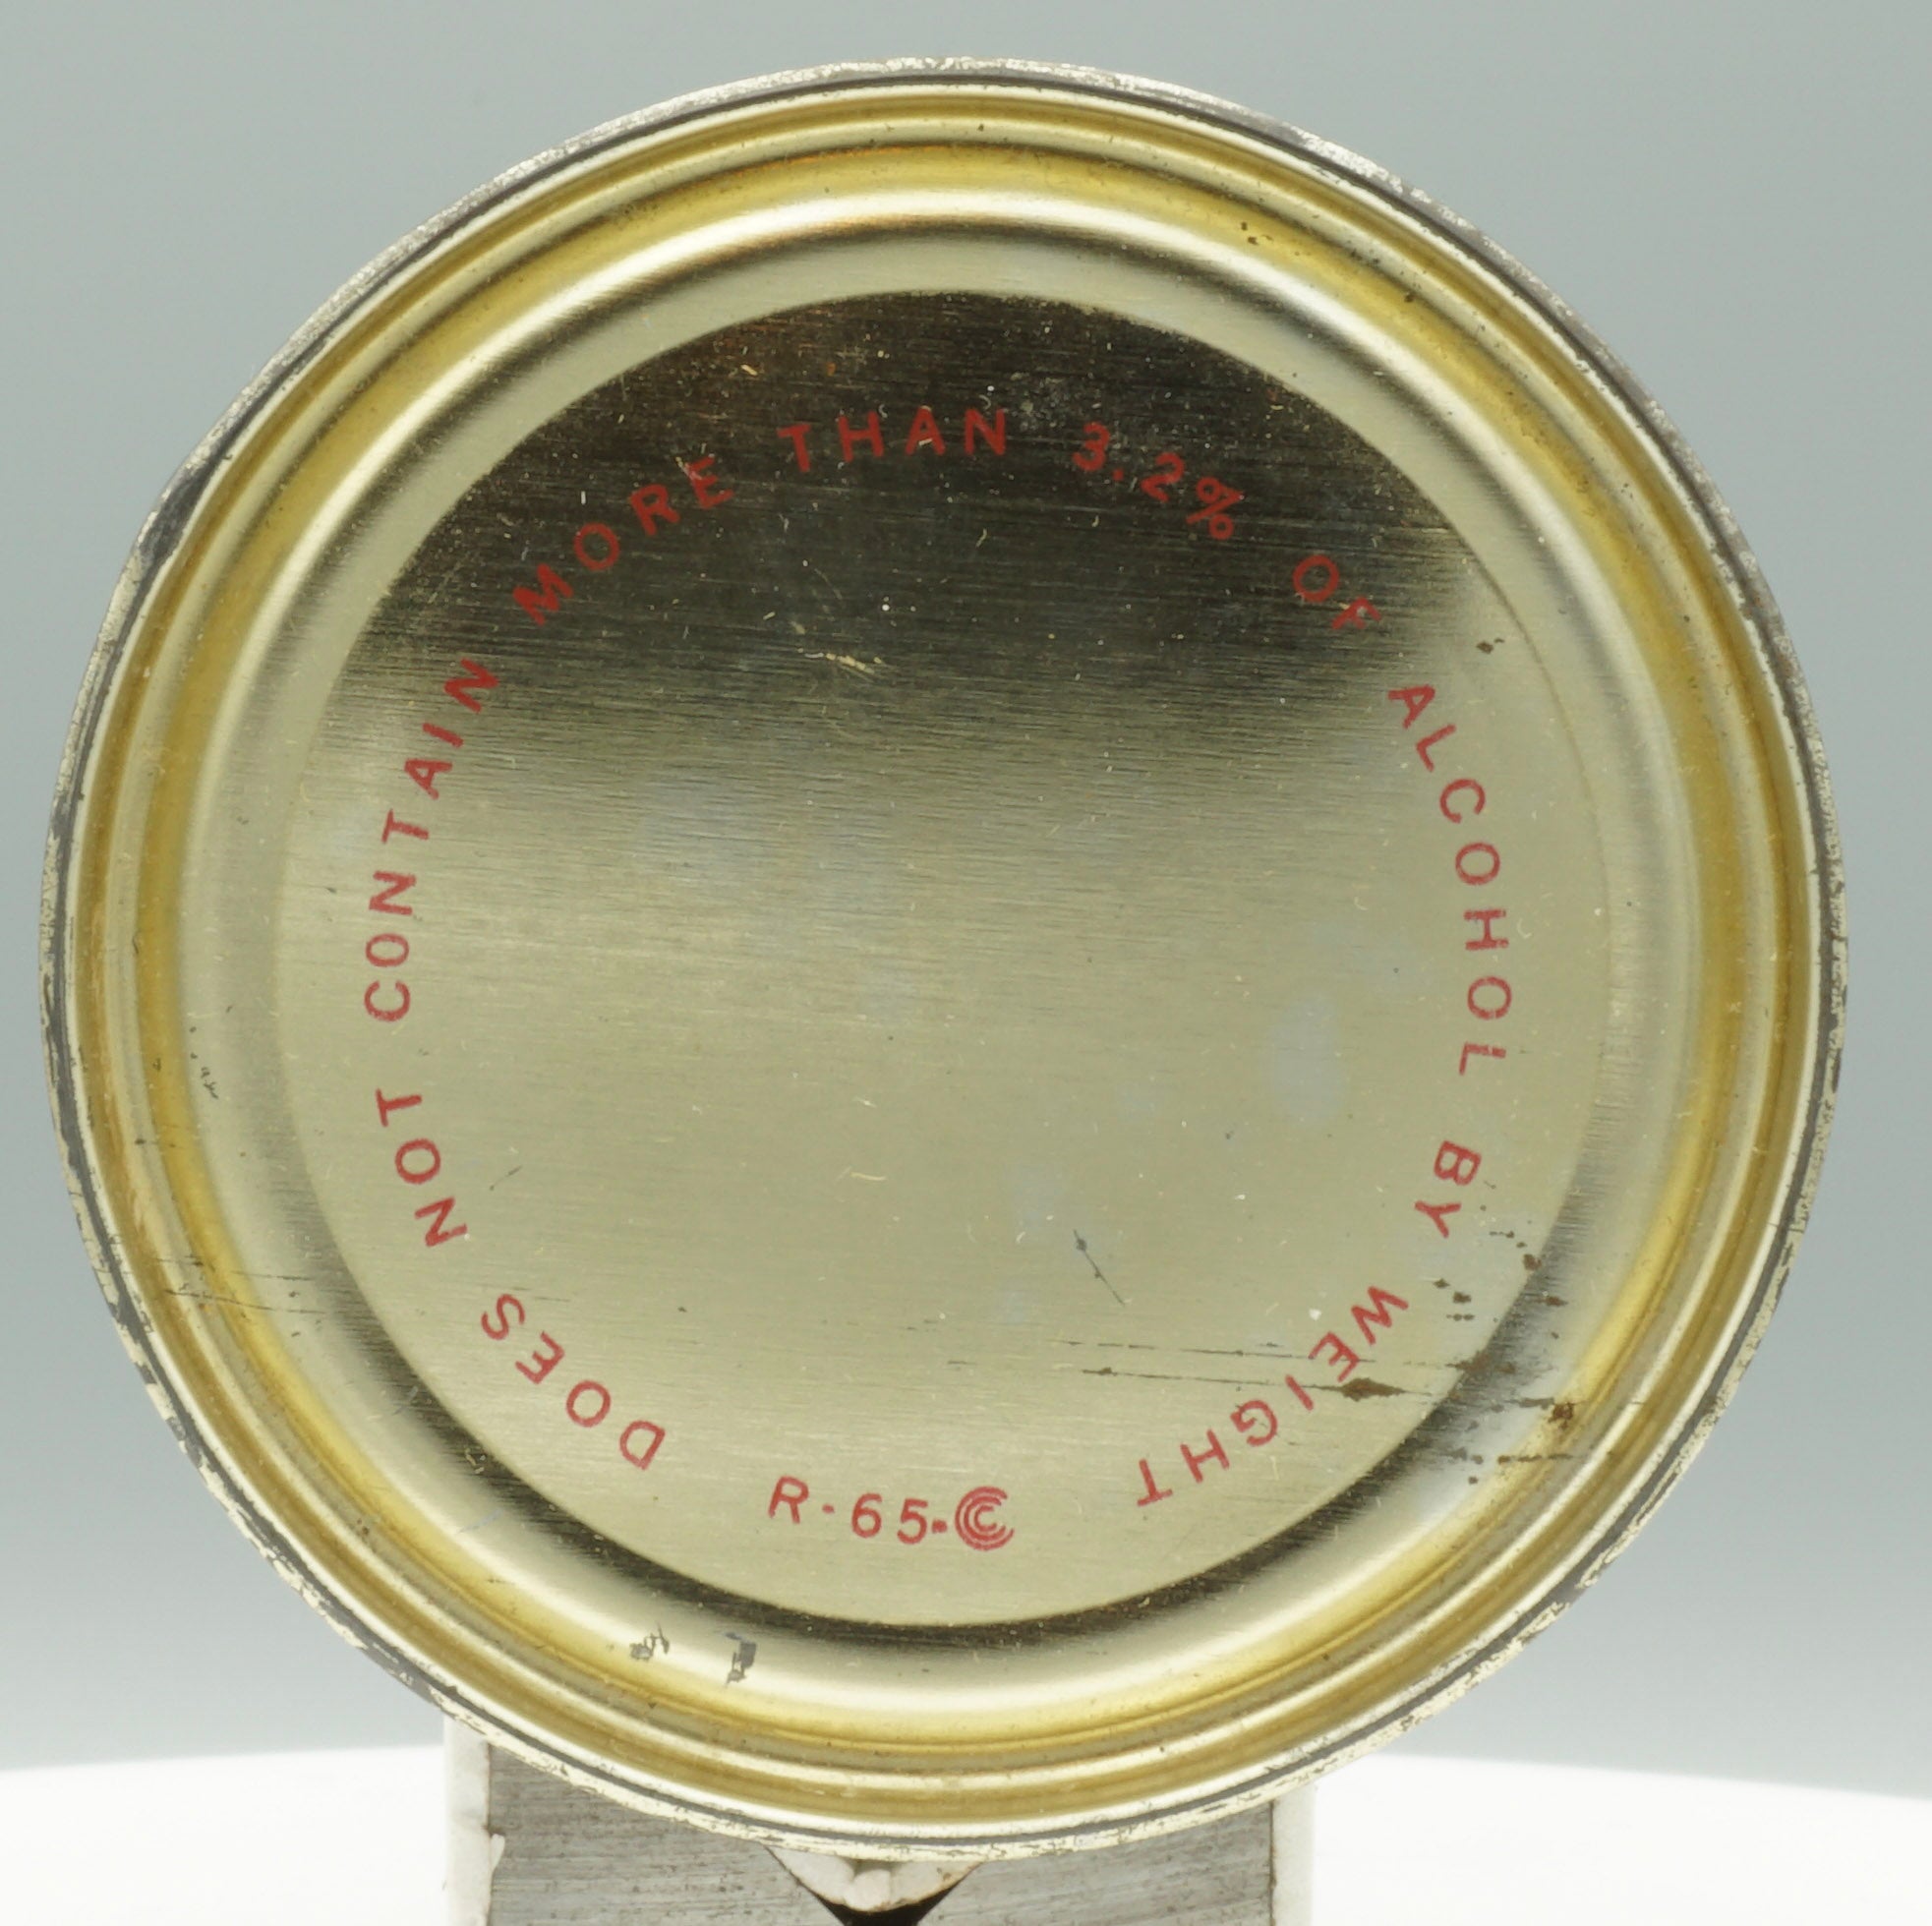 DOES NOT CONTAIN MORE THAN 3.2% OF ALCOHOL BY WEIGHT
R-65-C